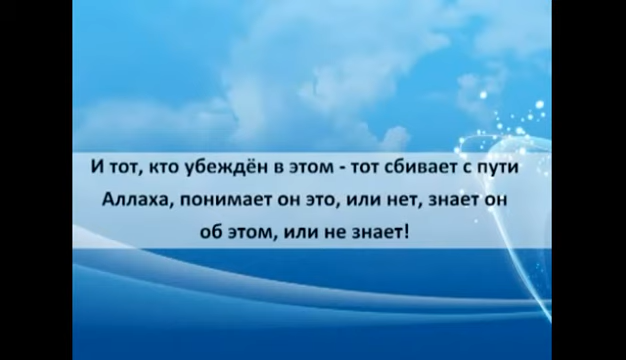 И тот, кто убеждён в этом - тот сбивает с пути
Аллаха, понимает он это, или нет, знает он
об этом, или не знает!